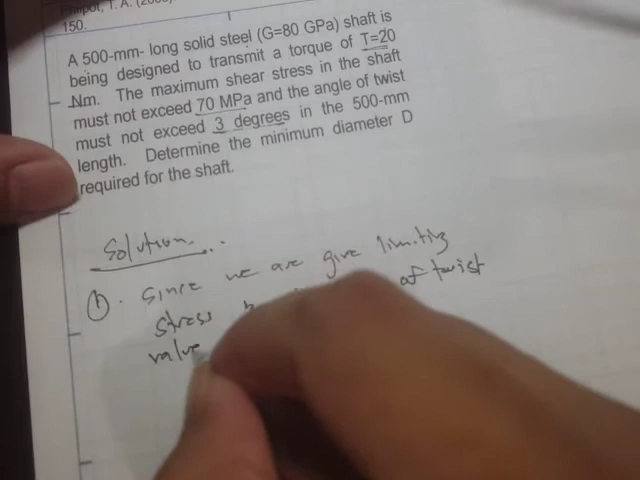 T. A.
150.
A 500-mm- long solid steel (G=80 GPa) shaft is
being designed to transmit a torque of T=20
Nm. The maximum shear stress in the shaft
must not exceed 70 MPa and the angle of twist
must not exceed 3 degrees in the 500-mm
length. Determine the minimum diameter D
required for the shaft.
Solution...
①. Since we are give limiting
stress of twist
value